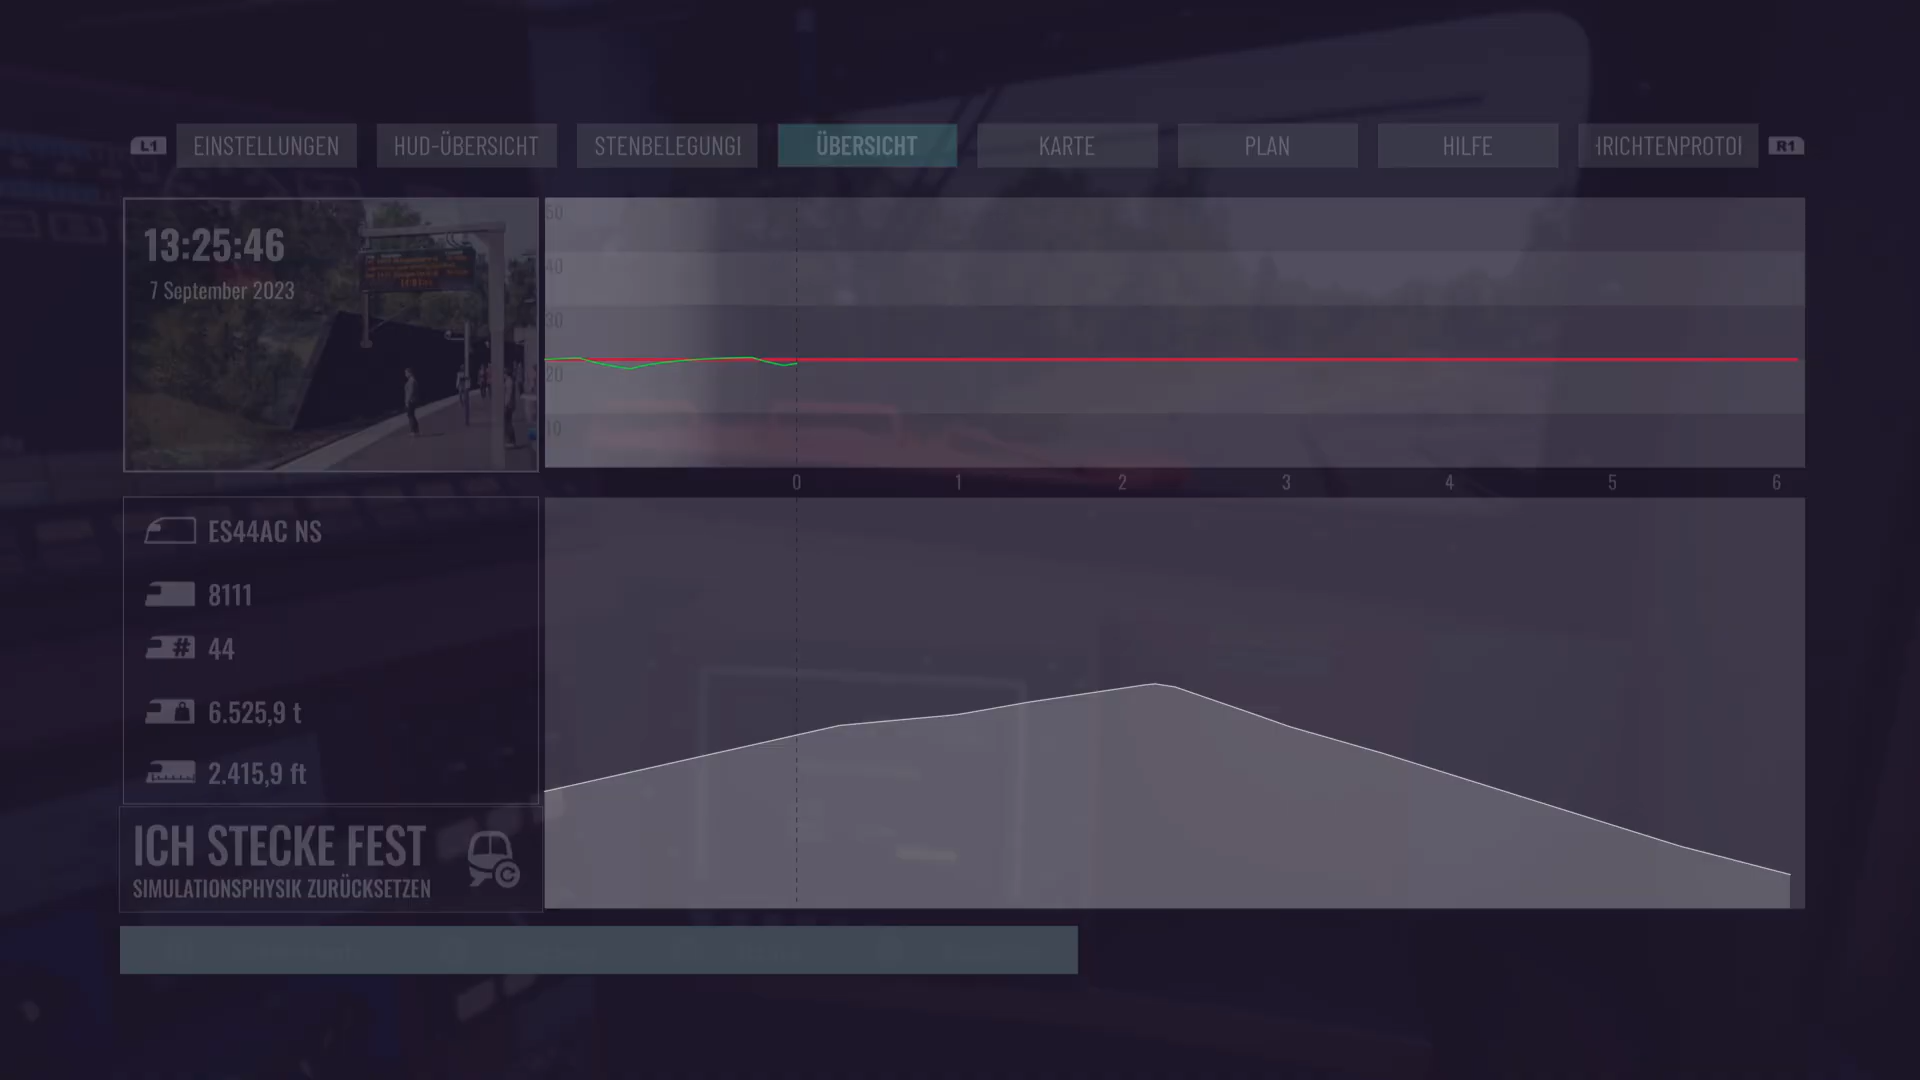 L1 EINSTELLUNGEN HUD-ÜBERSICHT STENBELEGUNGI ÜBERSICHT KARTE PLAN HILFE IRICHTENPROTOI R1
13:25:46
7 September 2023
50
40
30
20
10
0 1 2 3 4 5 6
ES44AC NS
8111
# 44
6.525,9 t
2.415,9 ft
ICH STECKE FEST
SIMULATIONSPHYSIK ZURÜCKSETZEN